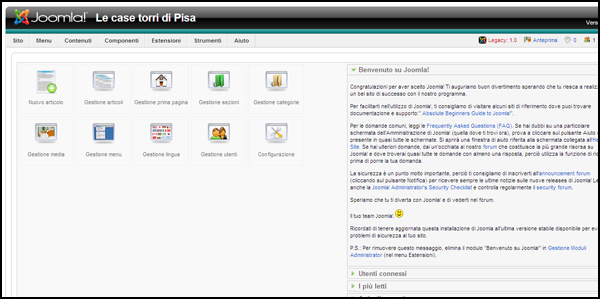 Joomla! Le case torri di Pisa
Vers
Sito Menu Contenuti Componenti Estensioni Strumenti Aiuto Legacy: 1.0 Anteprima 0 1
Benvenuto su Joomla!
Nuovo articolo Gestione articoli Gestione prima pagina Gestione sezioni Gestione categorie
Gestione media Gestione menu Gestione lingua Gestione utenti Configurazione
Congratulazioni per aver scelto Joomla! Ti auguriamo buon divertimento sperando che tu riesca a realizza
un bel sito di successo con il nostro programma.
Per facilitarti nell'utilizzo di Joomla!, ti consigliamo di visitare alcuni siti di riferimento dove puoi trovare
documentazione e supporto:" Absolute Beginners Guide to Joomla!".
Per le domande comuni, leggi le Frequently Asked Questions (FAQ). Se hai dubbi su una particolare
schermata dell'Amministrazione di Joomla! (quella dove ti trovi ora), prova a cliccare sul pulsante Aiuto c
presente in quasi tutte le schermate. Si aprirà una finestra di aiuto riferita alla schermata collegata all'
Site. Se hai ulteriori domande, dai un'occhiata al nostro forum che costituisce la più grande risorsa su
Joomla! e dove troverai quasi tutte le domande con almeno una risposta, perciò utilizza la funzione di ric
prima di porre la tua domanda.
La sicurezza è un punto molto importante, perciò ti consigliamo di inscriverti all'announcement forum
(cliccando sul pulsante Notifica) per ricevere sempre le ultime notizie sulle nuove releases di Joomla! Le
anche la Joomla! Administrator's Security Checklist e controlla regolarmente il security forum.
Speriamo che tu ti diverta con Joomla! e di vederti nei forum.
Il tuo team Joomla!
Ricordati di tenere aggiornata questa installazione di Joomla! all'ultima versione stabile disponibile per ev
problemi di sicurezza al tuo sito.
P.S.: Per rimuovere questo messaggio, elimina il modulo "Benvenuto su Joomla!" in Gestione Moduli
Administrator (nel menu Estensioni).
Utenti connessi
I più letti